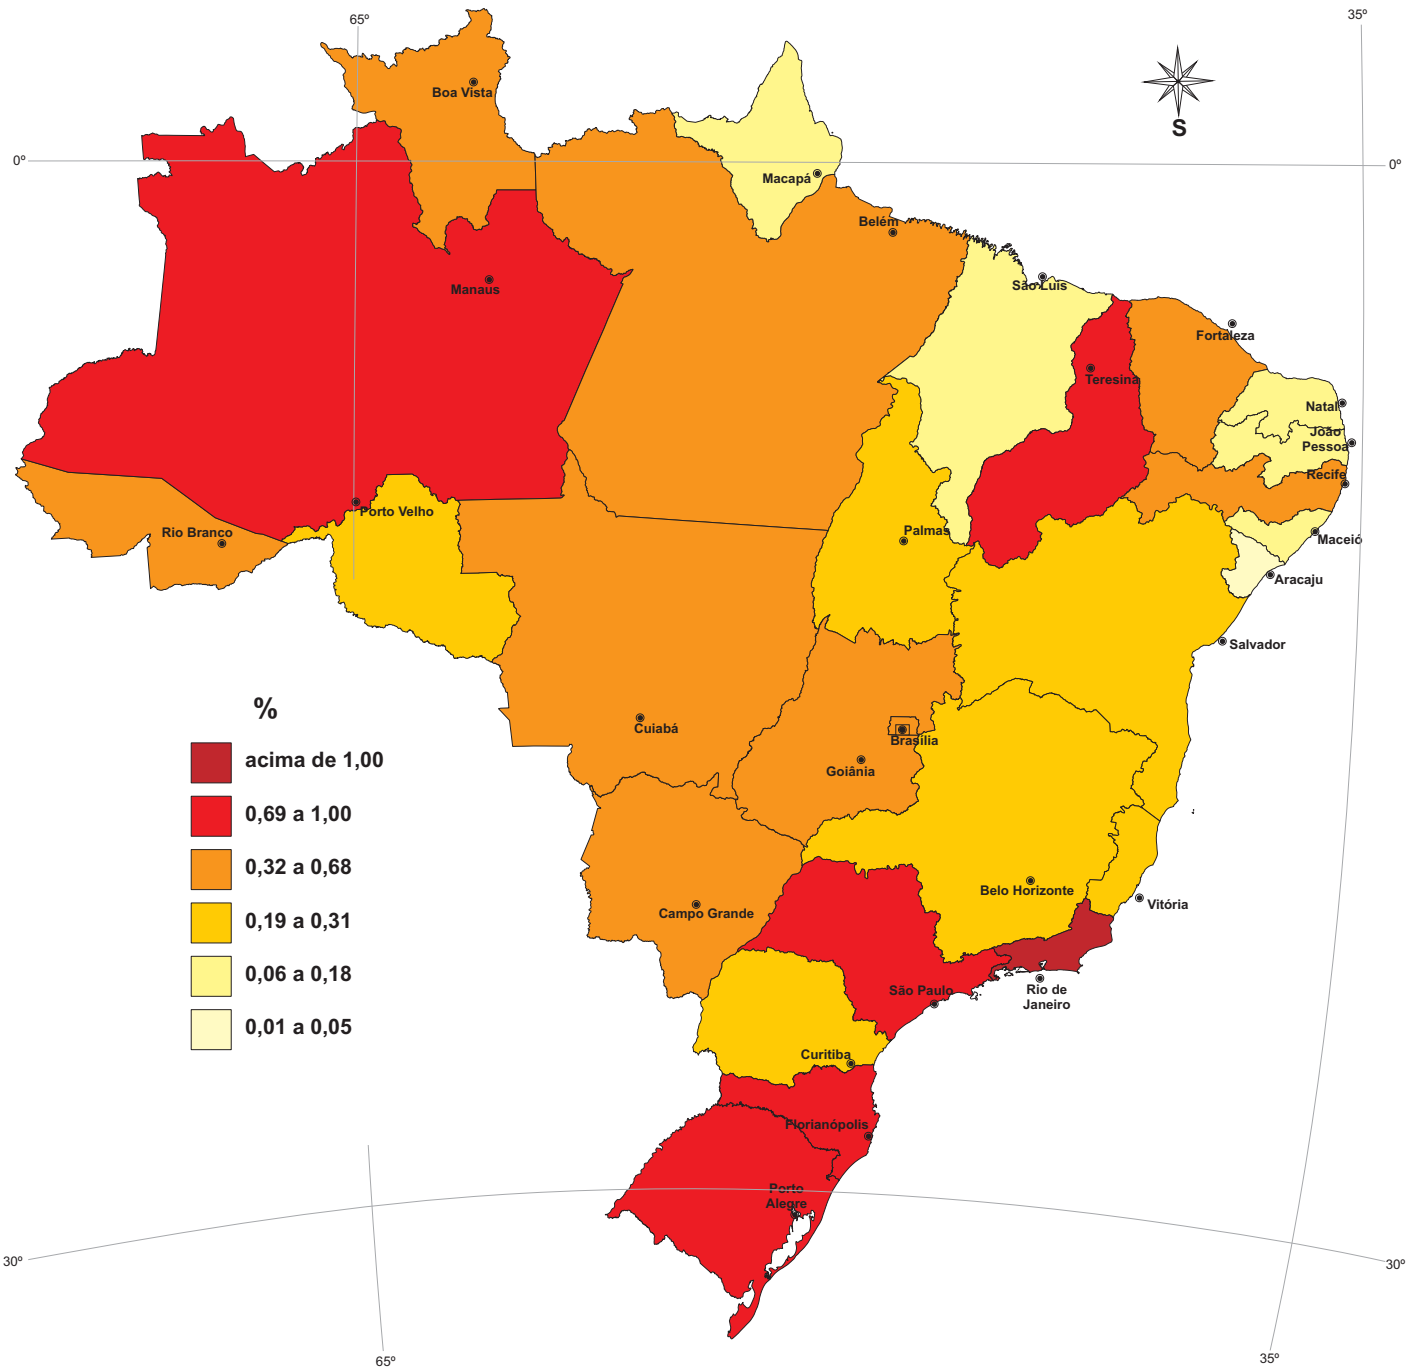 65º
35º
Boa Vista
S
0º
0º
Macapá
Belém
São Luis
Manaus
Fortaleza
Teresina
Natal
João
Pessoa
Recife
Porto Velho
Rio Branco
Palmas
Maceió
Aracaju
Salvador
%
Cuiabá
Brasília
Goiânia
acima de 1,00
0,69 a 1,00
0,32 a 0,68
0,19 a 0,31
0,06 a 0,18
0,01 a 0,05
Belo Horizonte
Vitória
Campo Grande
São Paulo
Rio de
Janeiro
Curitiba
Florianópolis
Porto
Alegre
30º
30º
65º
35º